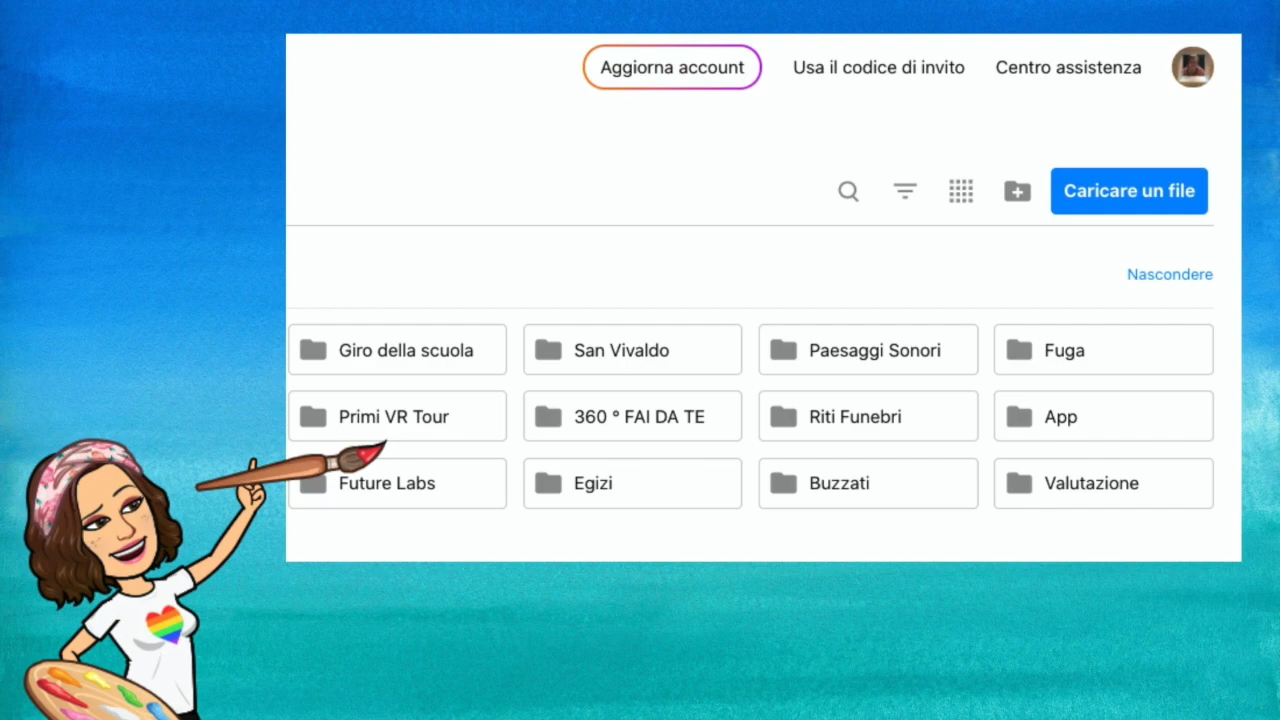 Aggiorna account Usa il codice di invito Centro assistenza
Caricare un file
Nascondere
Giro della scuola San Vivaldo Paesaggi Sonori Fuga
Primi VR Tour 360 ° FAI DA TE Riti Funebri App
Future Labs Egizi Buzzati Valutazione